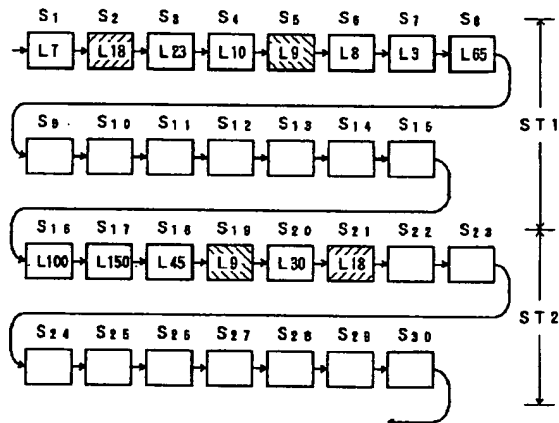 S1 S2 S3 S4 S5 S6 S7 S8
L7 L18 L23 L10 L9 L8 L3 L65
ST1
S9 S10 S11 S12 S13 S14 S15
S16 S17 S18 S19 S20 S21 S22 S23
L100 L150 L45 L9 L30 L18
ST2
S24 S25 S26 S27 S28 S29 S30